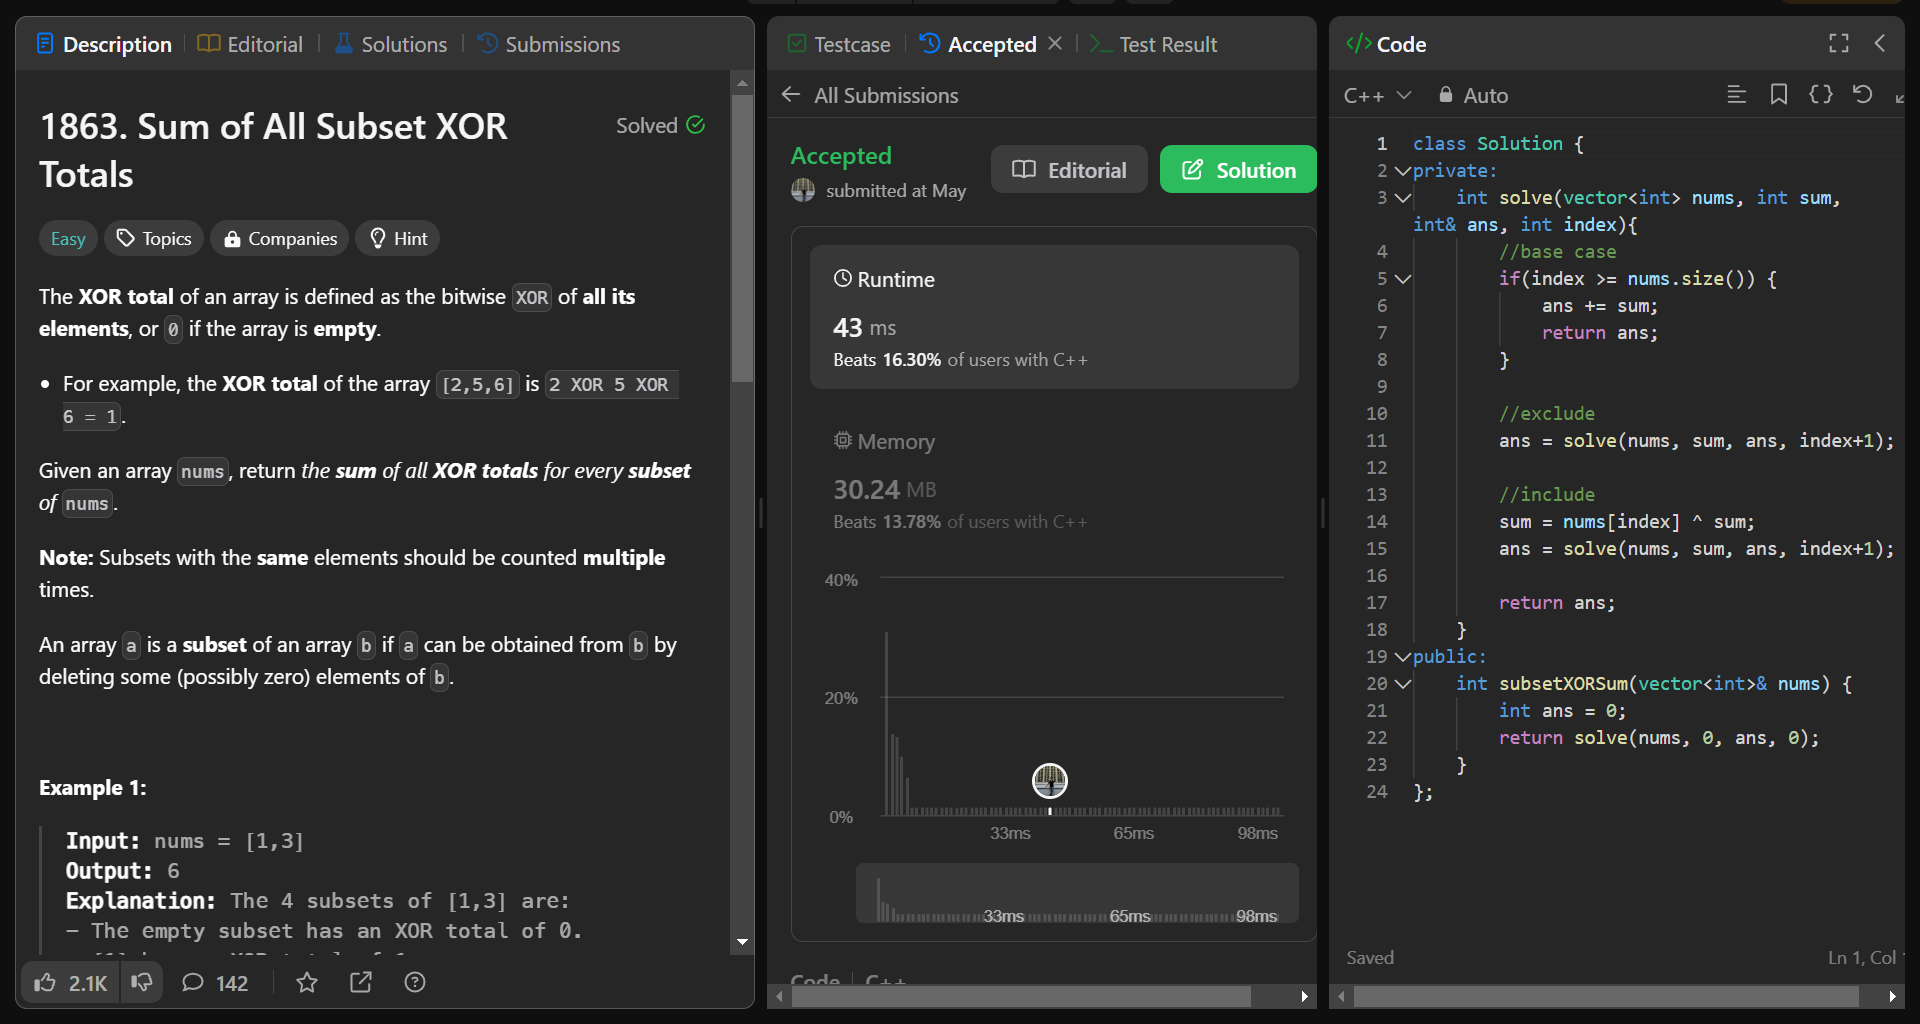 Description
Editorial
Solutions
Submissions
1863. Sum of All Subset XOR
Totals
Solved
Easy
Topics
Companies
Hint
The XOR total of an array is defined as the bitwise XOR of all its
elements, or 0 if the array is empty.
• For example, the XOR total of the array [2,5,6] is 2 XOR 5 XOR
6 = 1.
Given an array nums, return the sum of all XOR totals for every subset
of nums.
Note: Subsets with the same elements should be counted multiple
times.
An array a is a subset of an array b if a can be obtained from b by
deleting some (possibly zero) elements of b.
Example 1:
Input: nums = [1,3]
Output: 6
Explanation: The 4 subsets of [1,3] are:
- The empty subset has an XOR total of 0.
2.1K
142
Testcase
Accepted
Test Result
All Submissions
Accepted
submitted at May
Editorial
Solution
Runtime
43 ms
Beats 16.30% of users with C++
Memory
30.24 MB
Beats 13.78% of users with C++
40%
20%
0%
33ms
65ms
98ms
33ms
65ms
98ms
Code
C++
</> Code
C++
Auto
1 class Solution {
2 private:
3 int solve(vector<int> nums, int sum,
int& ans, int index){
4 //base case
5 if(index >= nums.size()) {
6 ans += sum;
7 return ans;
8 }
9
10 //exclude
11 ans = solve(nums, sum, ans, index+1);
12
13 //include
14 sum = nums[index] ^ sum;
15 ans = solve(nums, sum, ans, index+1);
16
17 return ans;
18 }
19 public:
20 int subsetXORSum(vector<int>& nums) {
21 int ans = 0;
22 return solve(nums, 0, ans, 0);
23 }
24 };
Saved
Ln 1, Col